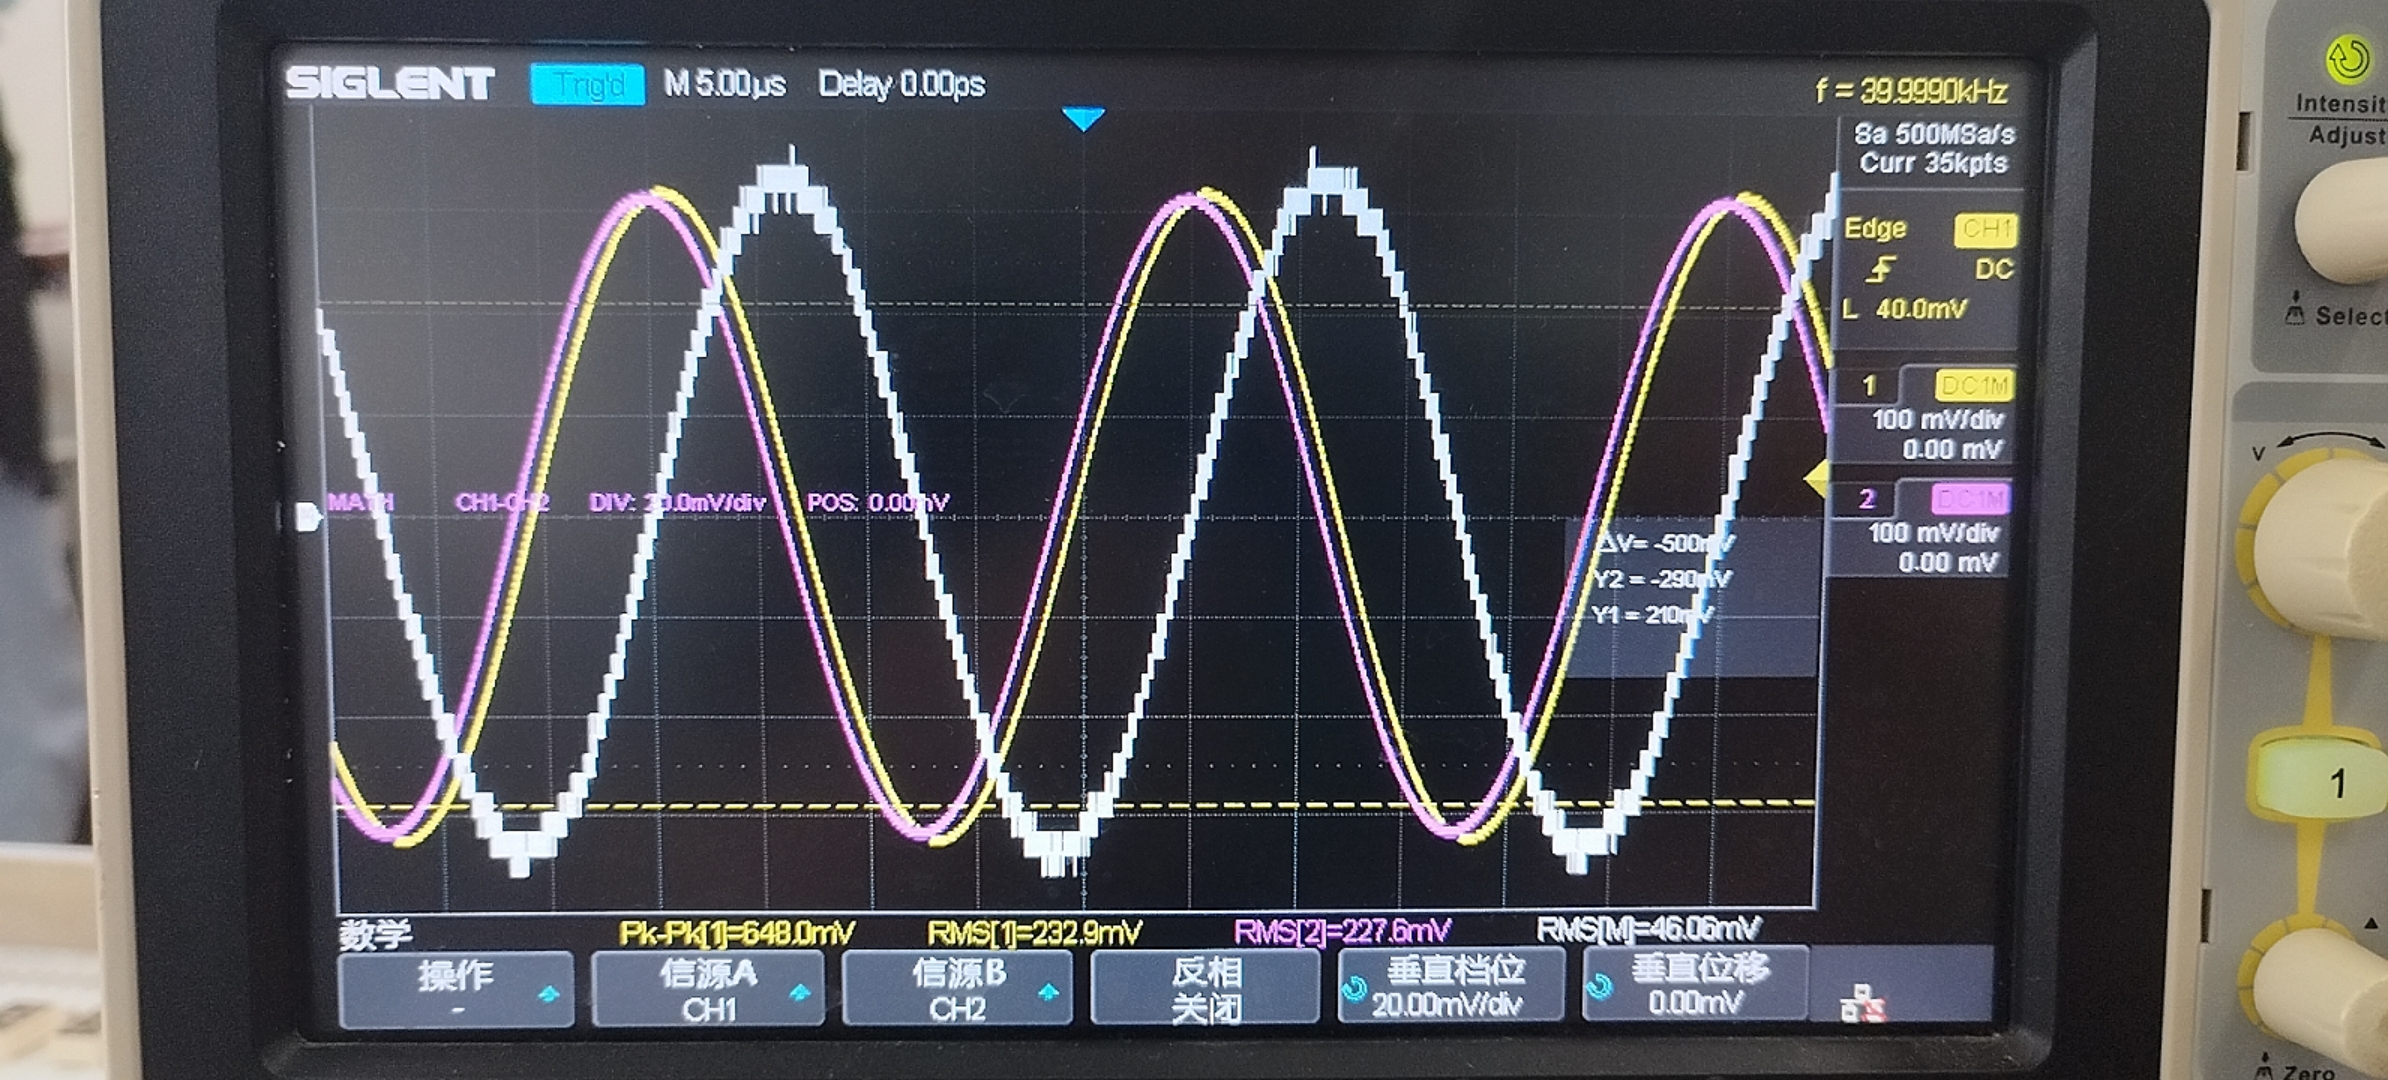 SIGLENT Trig'd M 5.00µs Delay 0.00ps f = 39.9990kHz
Sa 500MSa/s
Curr 35kpts
Edge CH1
DC
L 40.0mV
1 DC1M
100 mV/div
0.00 mV
2 DC1M
100 mV/div
0.00 mV
MATH CH1-CH2 DIV: 20.0mV/div POS: 0.00mV
ΔV= -500mV
Y2 = -290mV
Y1 = 210mV
数学 Pk-Pk[1]=648.0mV RMS[1]=232.9mV RMS[2]=227.6mV RMS[M]=46.06mV
操作
-
信源A
CH1
信源B
CH2
反相
关闭
垂直档位
20.00mV/div
垂直位移
0.00mV
Intensit
Adjust
Select
V
1
Zero